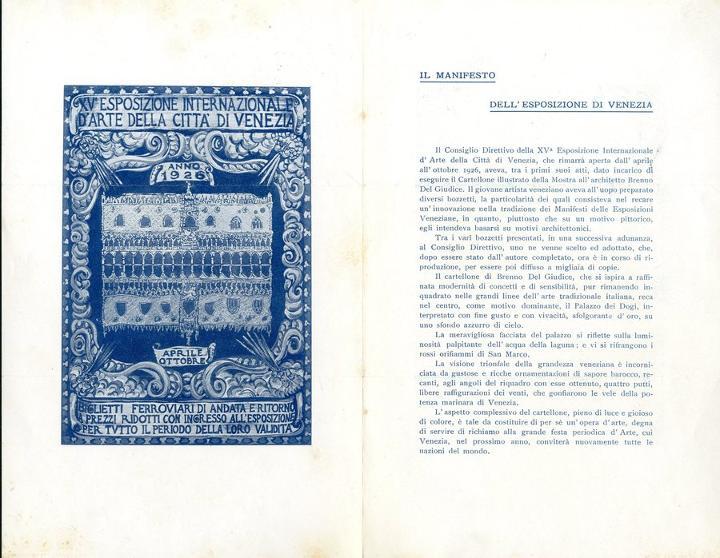 XVª ESPOSIZIONE INTERNAZIONALE
D'ARTE DELLA CITTA' DI VENEZIA
ANNO
1926
APRILE
OTTOBRE
BIGLIETTI FERROVIARI DI ANDATA E RITORNO
A PREZZI RIDOTTI CON INGRESSO ALL'ESPOSIZIONE
PER TVTTO IL PERIODO DELLA LORO VALIDITÀ
IL MANIFESTO
DELL'ESPOSIZIONE DI VENEZIA
Il Consiglio Direttivo della XVª Esposizione Internazionale
d'Arte della Città di Venezia, che rimarrà aperta dall'aprile
all'ottobre 1926, aveva, tra i primi suoi atti, dato incarico di
eseguire il Cartellone illustrato della Mostra all'architetto Brenno
Del Giudice. Il giovane artista veneziano aveva all'uopo preparato
diversi bozzetti, la particolarità dei quali consisteva nel recare
un'innovazione nella tradizione dei Manifesti delle Esposizioni
Veneziane, in quanto, piuttosto che su un motivo pittorico,
egli intendeva basarsi su motivi architettonici.
Tra i vari bozzetti presentati, in una successiva adunanza,
al Consiglio Direttivo, uno ne venne scelto ed adottato, che,
dopo essere stato dall'autore completato, ora è in corso di ri-
produzione, per essere poi diffuso a migliaia di copie.
Il cartellone di Brenno Del Giudice, che si ispira a raffi-
nata modernità di concetti e di sensibilità, pur rimanendo in-
quadrato nelle grandi linee dell'arte tradizionale italiana, reca
nel centro, come motivo dominante, il Palazzo dei Dogi, in-
terpretato con fine gusto e con vivacità, sfolgorante d'oro, su
uno sfondo azzurro di cielo.
La meravigliosa facciata del palazzo si riflette sulla lumi-
nosità palpitante dell'acqua della laguna; e vi si rifrangono i
rossi orifiammi di San Marco.
La visione trionfale della grandezza veneziana è incorni-
ciata da gustose e ricche ornamentazioni di sapore barocco, re-
canti, agli angoli del riquadro con esse ottenuto, quattro putti,
libere raffigurazioni dei venti, che gonfiarono le vele della po-
tenza marinara di Venezia.
L'aspetto complessivo del cartellone, pieno di luce e gioioso
di colore, è tale da costituire di per sé un'opera d'arte, degna
di servire di richiamo alla grande festa periodica d'Arte, cui
Venezia, nel prossimo anno, conviterà nuovamente tutte le
nazioni del mondo.